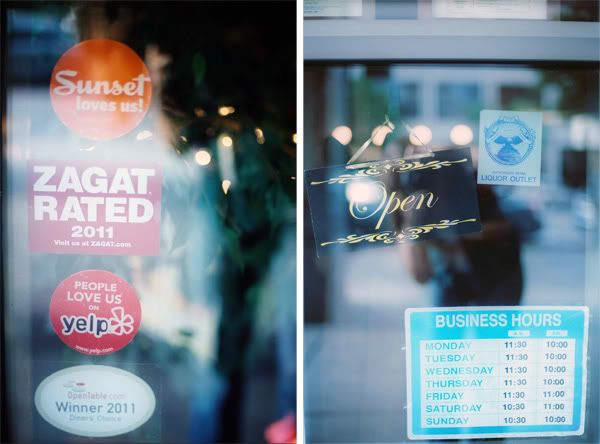 Sunset
loves us!
ZAGAT
RATED
2011
Visit us at ZAGAT.com
PEOPLE
LOVE US
ON
yelp
www.yelp.com
OpenTable.com
Winner 2011
Diners' Choice
Open
LIQUOR OUTLET
BUSINESS HOURS
A.M. P.M.
MONDAY 11:30 10:00
TUESDAY 11:30 10:00
WEDNESDAY 11:30 10:00
THURSDAY 11:30 10:00
FRIDAY 11:30 11:00
SATURDAY 10:30 11:00
SUNDAY 10:30 10:00